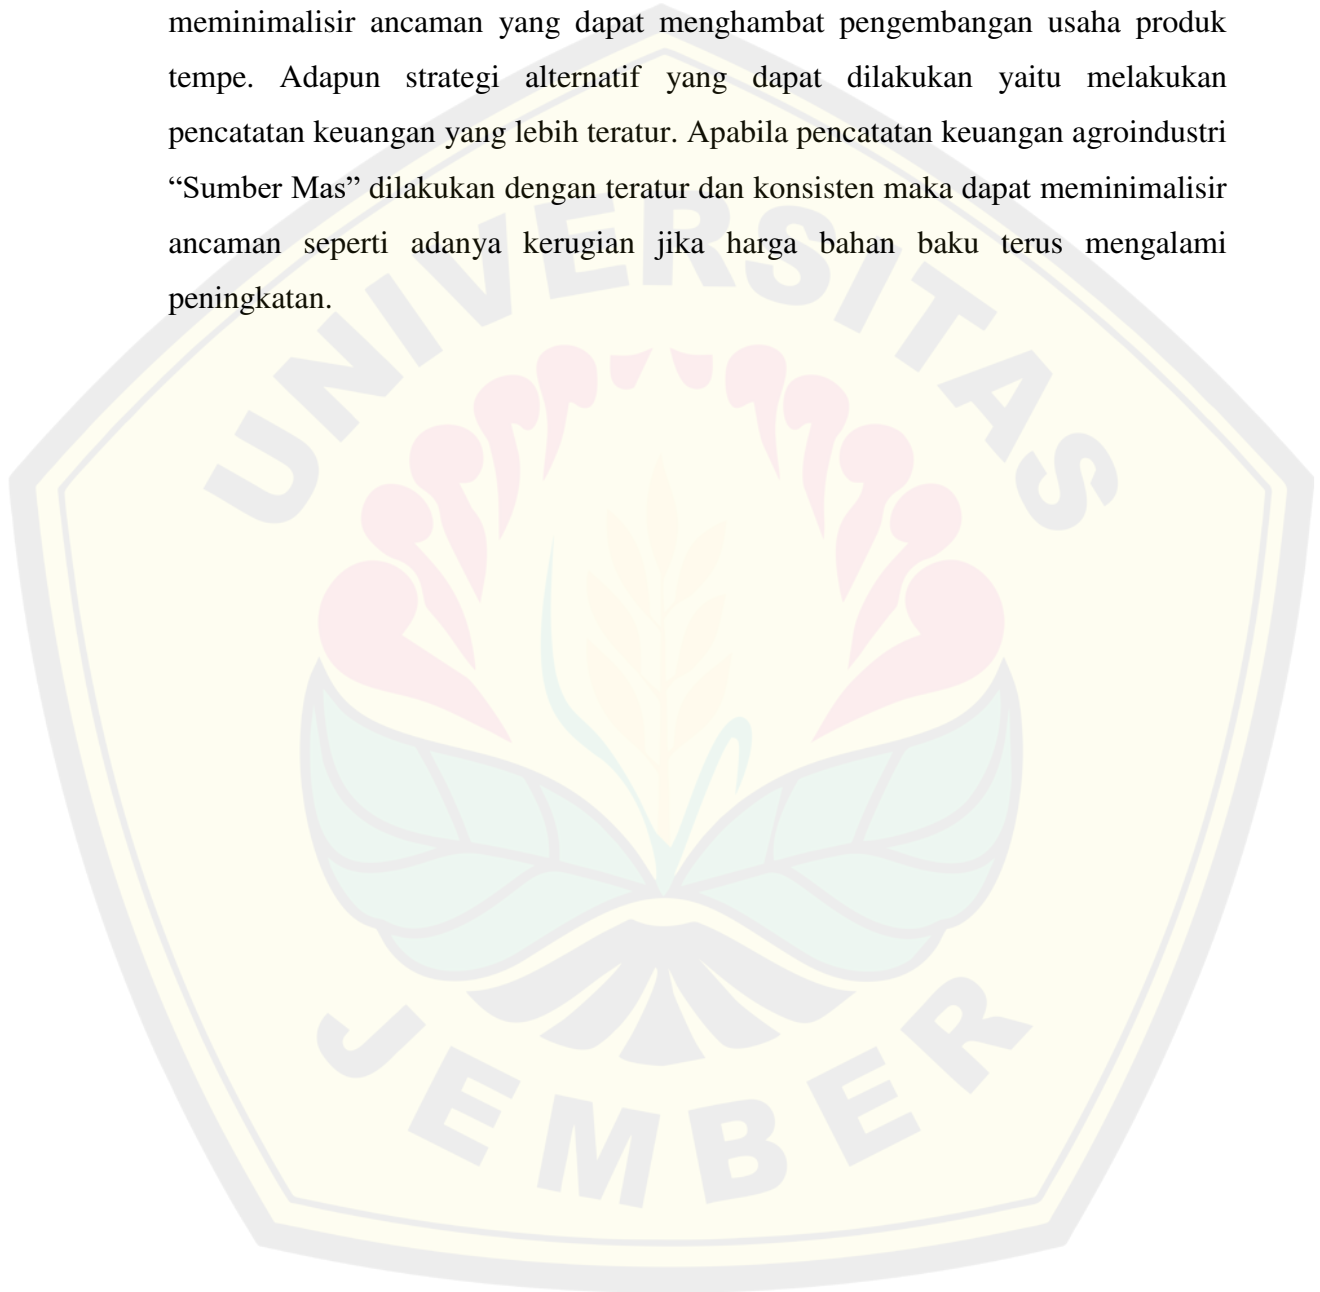 meminimalisir ancaman yang dapat menghambat pengembangan usaha produk
tempe. Adapun strategi alternatif yang dapat dilakukan yaitu melakukan
pencatatan keuangan yang lebih teratur. Apabila pencatatan keuangan agroindustri
“Sumber Mas” dilakukan dengan teratur dan konsisten maka dapat meminimalisir
ancaman seperti adanya kerugian jika harga bahan baku terus mengalami
peningkatan.
UNIVERSITAS
JEMBER